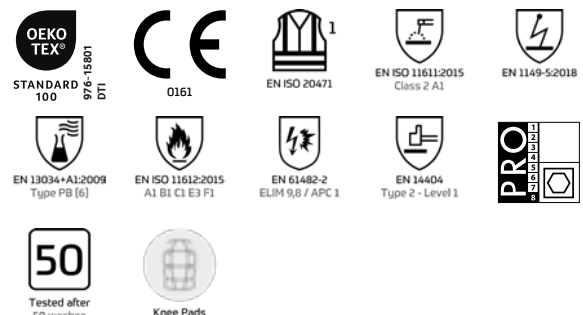 OEKO
TEX®
STANDARD
100
976-15801
DTI
CE
0161
1
EN ISO 20471
EN ISO 11611:2015
Class 2 A1
EN 1149-5:2018
EN 13034+A1:2009
Type PB [6]
EN ISO 11612:2015
A1 B1 C1 E3 F1
EN 61482-2
ELIM 9,8 / APC 1
EN 14404
Type 2 - Level 1
PRO
1
2
3
4
5
6
7
8
50
Tested after
50 washes
Knee Pads